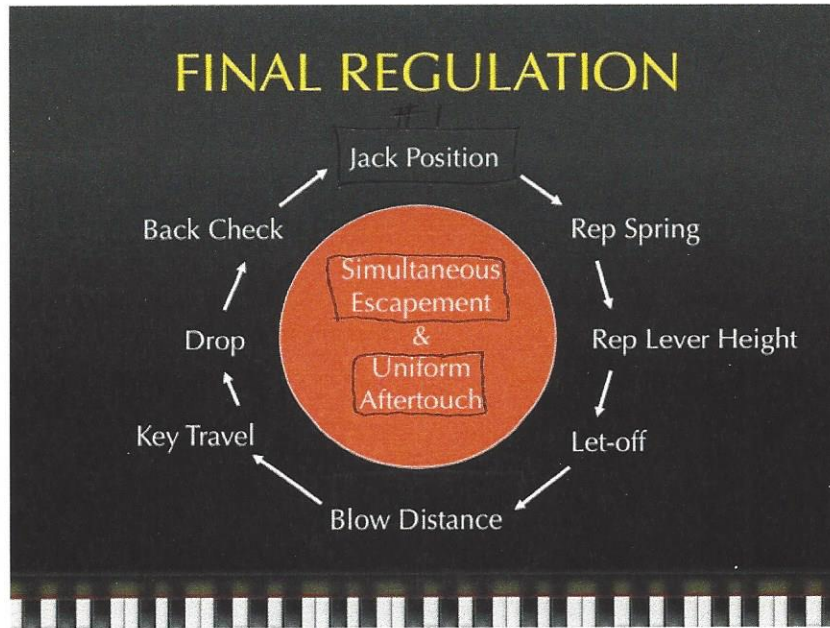 FINAL REGULATION
# 1
Jack Position
Back Check
Rep Spring
Simultaneous
Escapement
&
Uniform
Aftertouch
Drop
Rep Lever Height
Key Travel
Let-off
Blow Distance